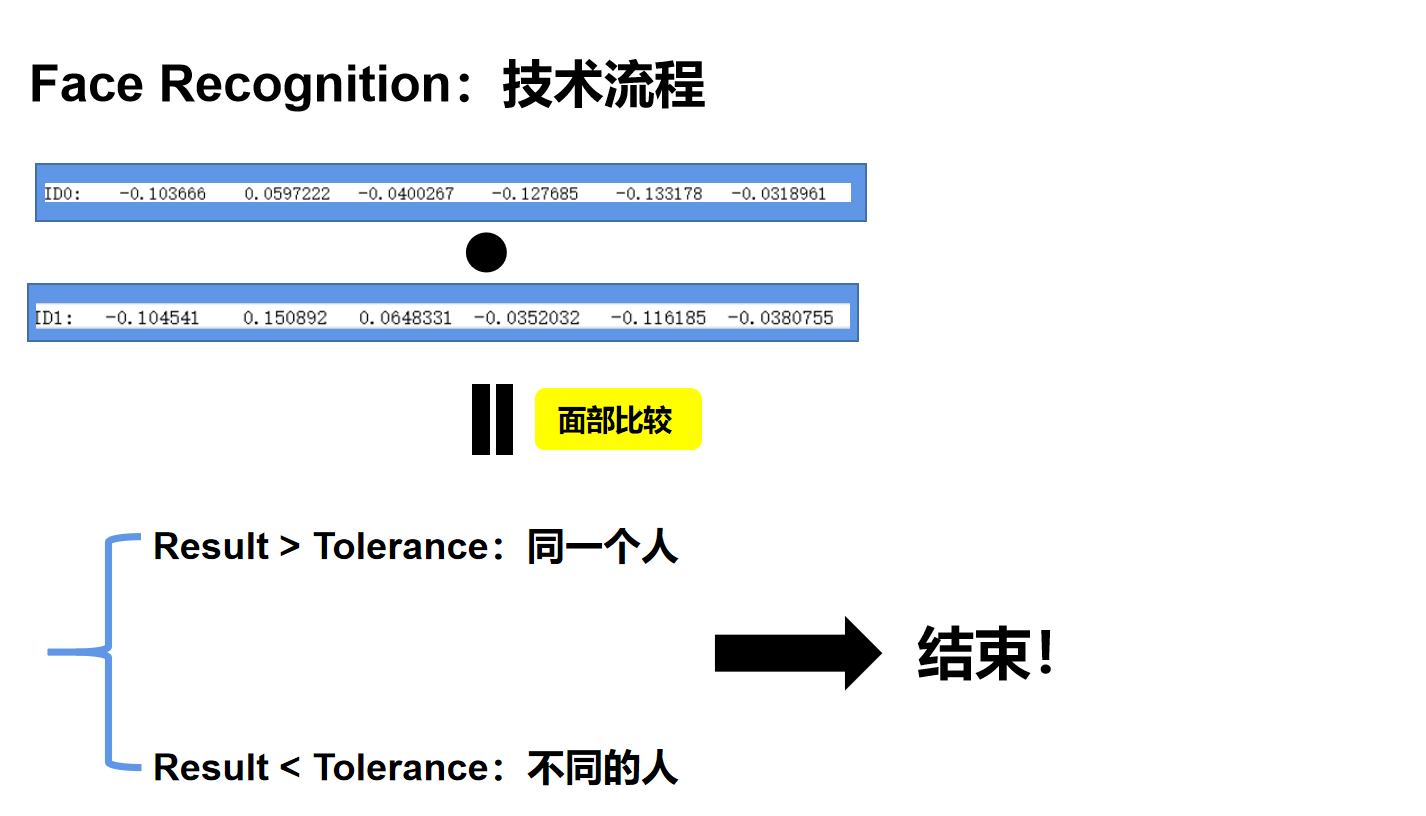 Face Recognition：技术流程
ID0: -0.103666 0.0597222 -0.0400267 -0.127685 -0.133178 -0.0318961
ID1: -0.104541 0.150892 0.0648331 -0.0352032 -0.116185 -0.0380755
面部比较
Result > Tolerance：同一个人
结束！
Result < Tolerance：不同的人